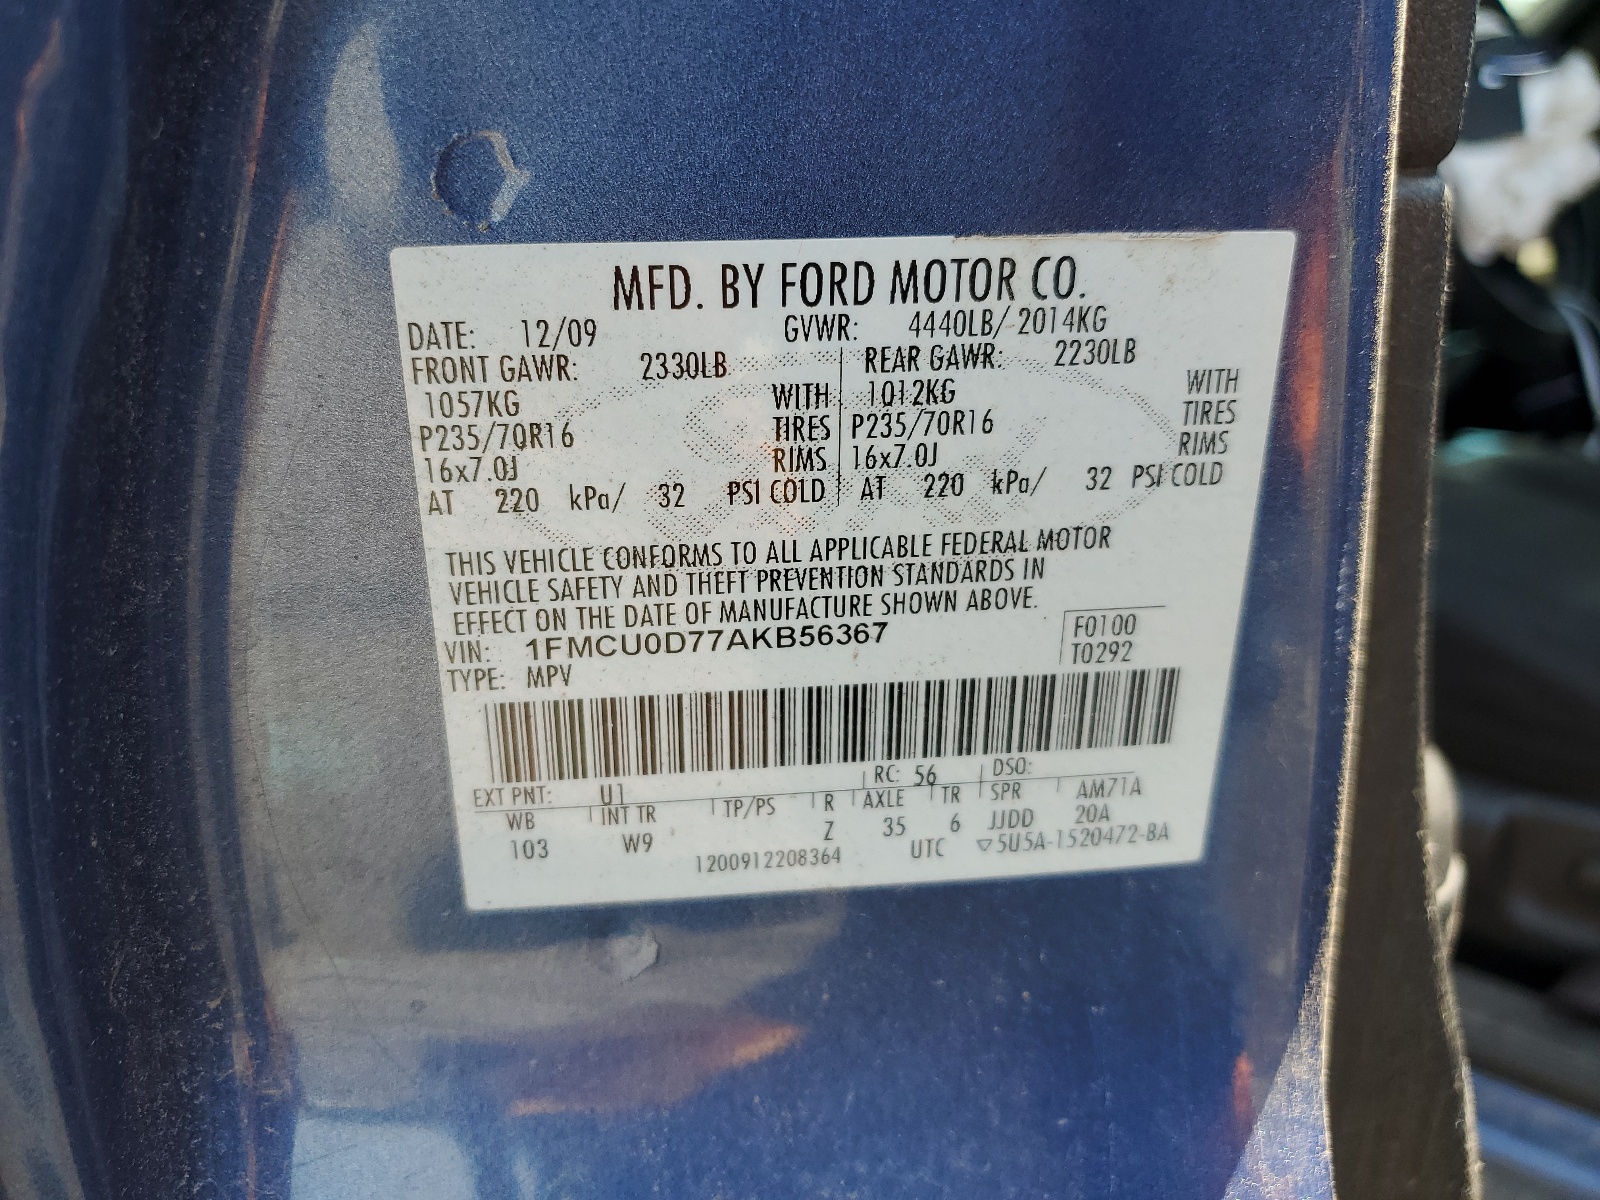 MFD. BY FORD MOTOR CO.
DATE: 12/09 GVWR: 4440LB/ 2014KG
FRONT GAWR: 2330LB REAR GAWR: 2230LB
1057KG WITH 1012KG WITH
P235/70R16 TIRES P235/70R16 TIRES
16x7.0J RIMS 16x7.0J RIMS
AT 220 kPa/ 32 PSI COLD AT 220 kPa/ 32 PSI COLD
THIS VEHICLE CONFORMS TO ALL APPLICABLE FEDERAL MOTOR
VEHICLE SAFETY AND THEFT PREVENTION STANDARDS IN
EFFECT ON THE DATE OF MANUFACTURE SHOWN ABOVE.
VIN: 1FMCU0D77AKB56367 F0100
TYPE: MPV T0292
EXT PNT: U1 RC: 56 DSO:
WB INT TR TP/PS R AXLE TR SPR AM71A
103 W9 Z 35 6 JJDD 20A
1200912208364 UTC ▽5U5A-1520472-BA